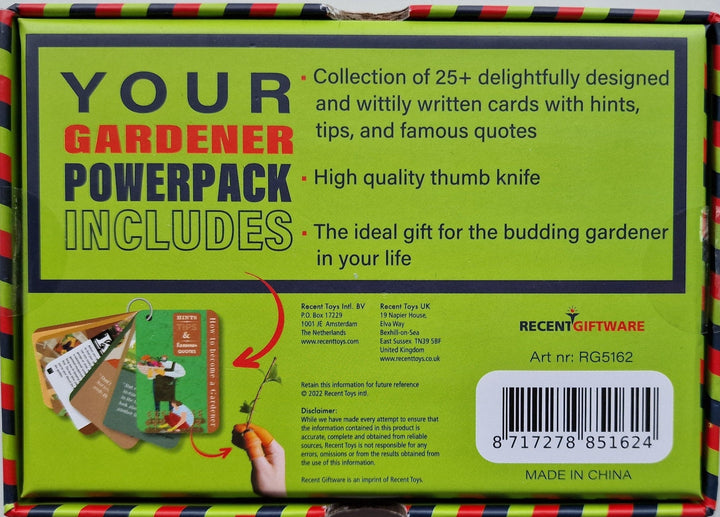 YOUR
GARDENER
POWERPACK
INCLUDES
· Collection of 25+ delightfully designed
and wittily written cards with hints,
tips, and famous quotes
· High quality thumb knife
· The ideal gift for the budding gardener
in your life
HINTS
TIPS
&
QUOTES
How to become a Gardener
Recent Toys Intl. BV
P.O. Box 17229
1001 JE Amsterdam
The Netherlands
www.recenttoys.com
Recent Toys UK
19 Napier House,
Elva Way
Bexhill-on-Sea
East Sussex TN39 5BF
United Kingdom
www.recenttoys.co.uk
Retain this information for future reference
© 2022 Recent Toys intl.
Disclaimer:
While we have made every attempt to ensure that
the information contained in this product is
accurate, complete and obtained from reliable
sources, Recent Toys is not responsible for any
errors, omissions or from the results obtained from
the use of this information.
Recent Giftware is an imprint of Recent Toys.
RECENT GIFTWARE
Art nr: RG5162
8 717278 851624
MADE IN CHINA